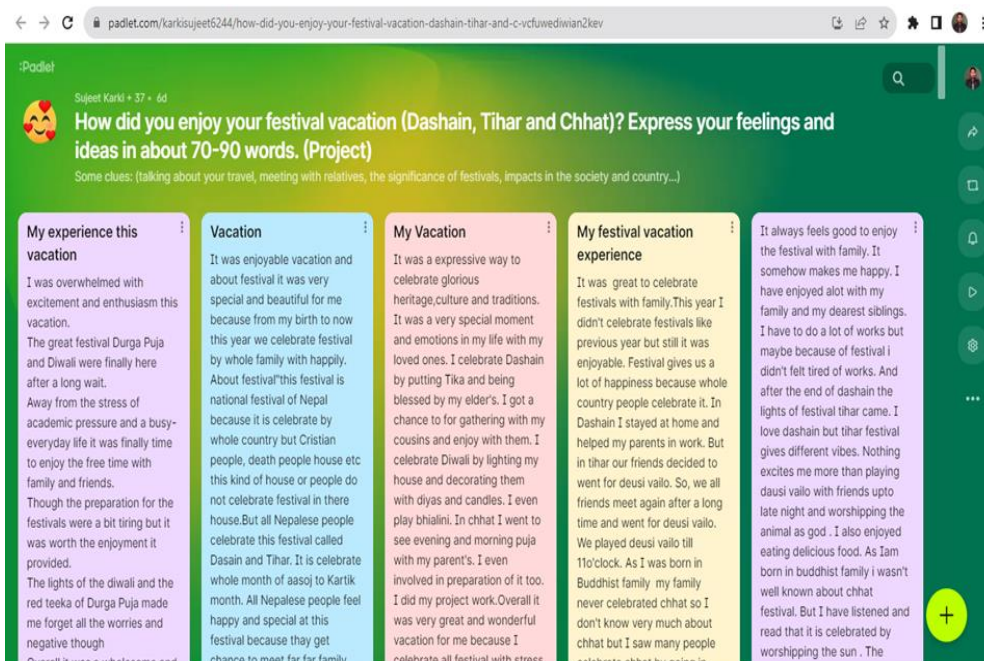 padlet.com/karkisujeet6244/how-did-you-enjoy-your-festival-vacation-dashain-tihar-and-c-vcfuwediwian2kev
:Padlet
Sujeet Karki + 37 • 6d
How did you enjoy your festival vacation (Dashain, Tihar and Chhat)? Express your feelings and
ideas in about 70-90 words. (Project)
Some clues: (talking about your travel, meeting with relatives, the significance of festivals, impacts in the society and country...)
My experience this
vacation
I was overwhelmed with
excitement and enthusiasm this
vacation.
The great festival Durga Puja
and Diwali were finally here
after a long wait.
Away from the stress of
academic pressure and a busy-
everyday life it was finally time
to enjoy the free time with
family and friends.
Though the preparation for the
festivals were a bit tiring but it
was worth the enjoyment it
provided.
The lights of the diwali and the
red teeka of Durga Puja made
me forget all the worries and
negative though
Overall it was a wholesome and
Vacation
It was enjoyable vacation and
about festival it was very
special and beautiful for me
because from my birth to now
this year we celebrate festival
by whole family with happily.
About festival"this festival is
national festival of Nepal
because it is celebrate by
whole country but Cristian
people, death people house etc
this kind of house or people do
not celebrate festival in there
house.But all Nepalese people
celebrate this festival called
Dasain and Tihar. It is celebrate
whole month of aasoj to Kartik
month. All Nepalese people feel
happy and special at this
festival because thay get
chance to meet far far family
My Vacation
It was a expressive way to
celebrate glorious
heritage,culture and traditions.
It was a very special moment
and emotions in my life with my
loved ones. I celebrate Dashain
by putting Tika and being
blessed by my elder's. I got a
chance to for gathering with my
cousins and enjoy with them. I
celebrate Diwali by lighting my
house and decorating them
with diyas and candles. I even
play bhialini. In chhat I went to
see evening and morning puja
with my parent's. I even
involved in preparation of it too.
I did my project work.Overall it
was very great and wonderful
vacation for me because I
celebrate all festival with stress
My festival vacation
experience
It was great to celebrate
festivals with family.This year I
didn't celebrate festivals like
previous year but still it was
enjoyable. Festival gives us a
lot of happiness because whole
country people celebrate it. In
Dashain I stayed at home and
helped my parents in work. But
in tihar our friends decided to
went for deusi vailo. So, we all
friends meet again after a long
time and went for deusi vailo.
We played deusi vailo till
11o'clock. As I was born in
Buddhist family my family
never celebrated chhat so I
don't know very much about
chhat but I saw many people
celebrate chhat by going in
It always feels good to enjoy
the festival with family. It
somehow makes me happy. I
have enjoyed alot with my
family and my dearest siblings.
I have to do a lot of works but
maybe because of festival i
didn't felt tired of works. And
after the end of dashain the
lights of festival tihar came. I
love dashain but tihar festival
gives different vibes. Nothing
excites me more than playing
dausi vailo with friends upto
late night and worshipping the
animal as god . I also enjoyed
eating delicious food. As Iam
born in buddhist family i wasn't
well known about chhat
festival. But I have listened and
read that it is celebrated by
worshipping the sun . The